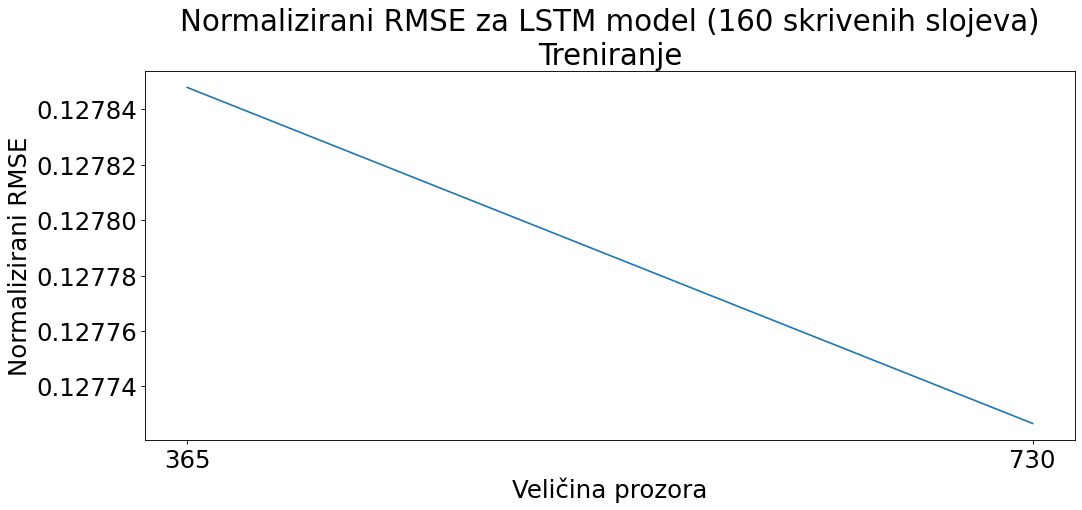 Normalizirani RMSE za LSTM model (160 skrivenih slojeva)
Treniranje
Normalizirani RMSE
0.12784
0.12782
0.12780
0.12778
0.12776
0.12774
365
730
Veličina prozora